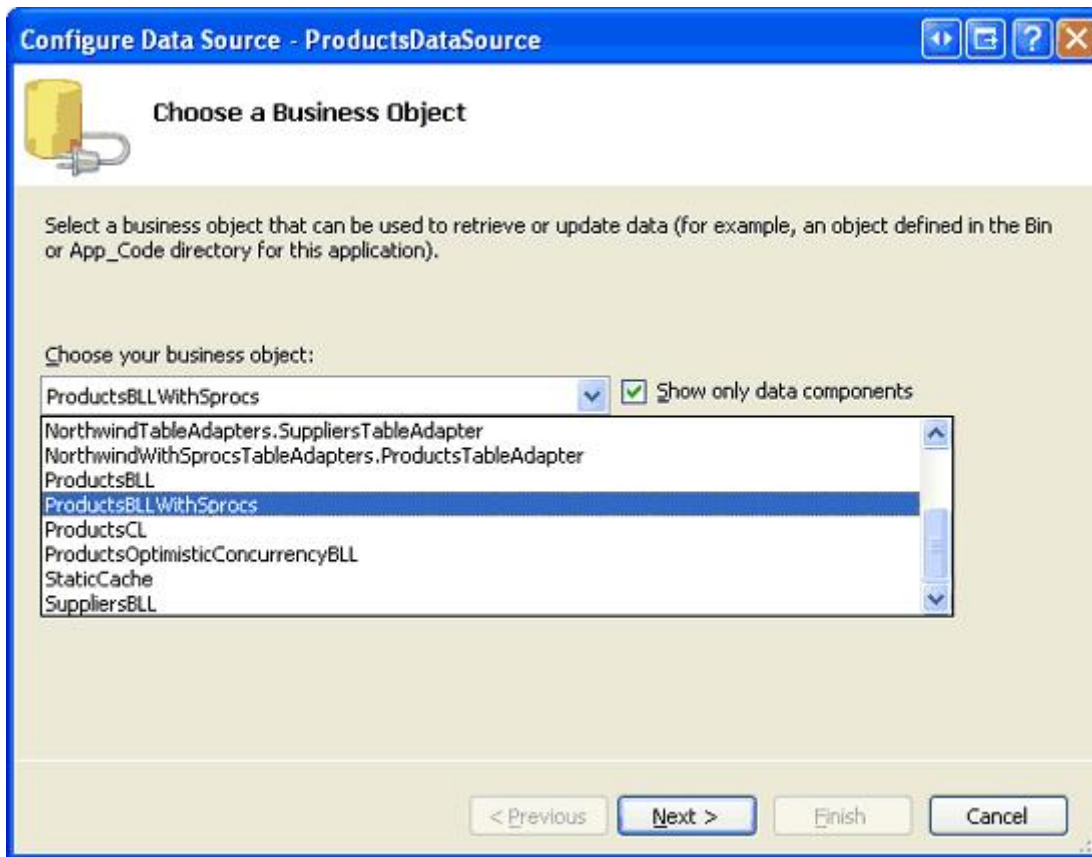 Configure Data Source - ProductsDataSource
Choose a Business Object
Select a business object that can be used to retrieve or update data (for example, an object defined in the Bin
or App_Code directory for this application).
Choose your business object:
ProductsBLLWithSprocs
Show only data components
NorthwindTableAdapters.SuppliersTableAdapter
NorthwindWithSprocsTableAdapters.ProductsTableAdapter
ProductsBLL
ProductsBLLWithSprocs
ProductsCL
ProductsOptimisticConcurrencyBLL
StaticCache
SuppliersBLL
< Previous
Next >
Finish
Cancel